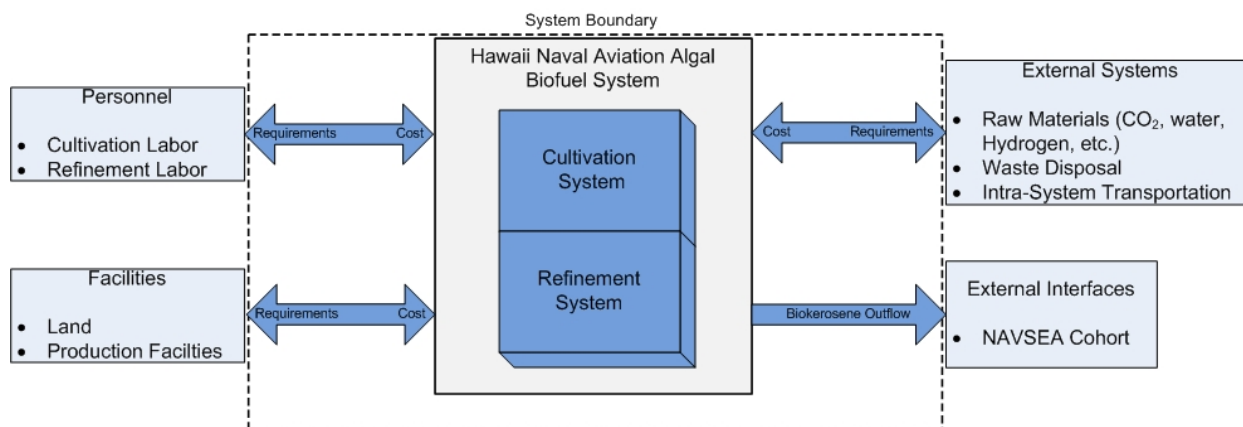 System Boundary
Hawaii Naval Aviation Algal
Biofuel System
Personnel
• Cultivation Labor
• Refinement Labor
Requirements
Cost
Cultivation
System
Cost
Requirements
External Systems
• Raw Materials (CO₂, water,
Hydrogen, etc.)
• Waste Disposal
• Intra-System Transportation
Facilities
• Land
• Production Facilties
Requirements
Cost
Refinement
System
Biokerosene Outflow
External Interfaces
• NAVSEA Cohort